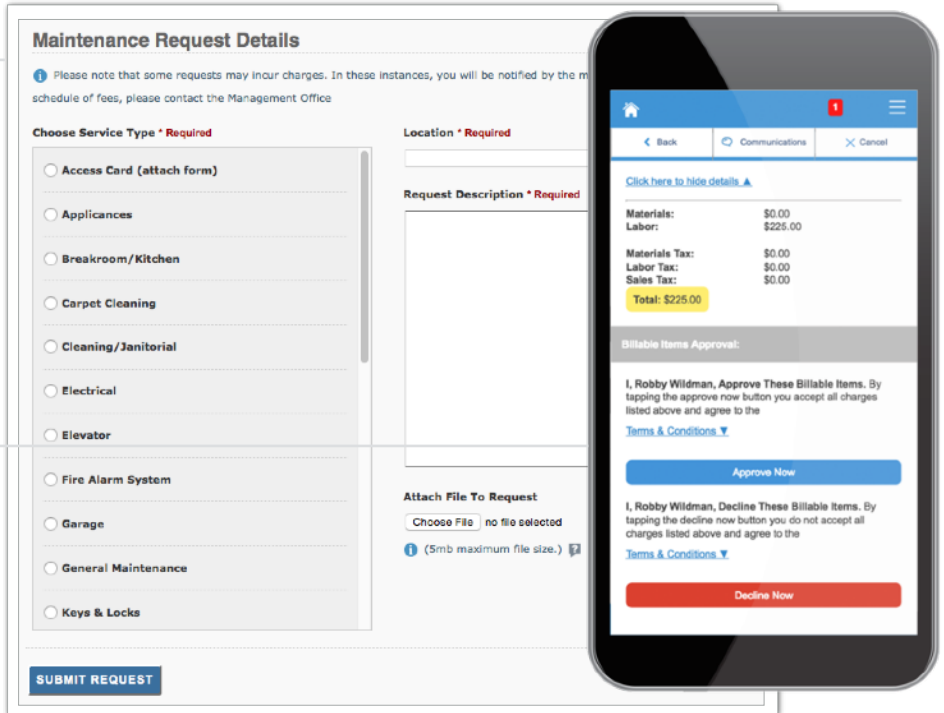 Maintenance Request Details
Please note that some requests may incur charges. In these instances, you will be notified by the m
schedule of fees, please contact the Management Office
Choose Service Type * Required
Access Card (attach form)
Applicances
Breakroom/Kitchen
Carpet Cleaning
Cleaning/Janitorial
Electrical
Elevator
Fire Alarm System
Garage
General Maintenance
Keys & Locks
Location * Required
Request Description * Required
Attach File To Request
Choose File no file selected
(5mb maximum file size.) ?
SUBMIT REQUEST
1
Back Communications Cancel
Click here to hide details ▲
Materials: $0.00
Labor: $225.00
Materials Tax: $0.00
Labor Tax: $0.00
Sales Tax: $0.00
Total: $225.00
Billable Items Approval:
I, Robby Wildman, Approve These Billable Items. By
tapping the approve now button you accept all charges
listed above and agree to the
Terms & Conditions ▼
Approve Now
I, Robby Wildman, Decline These Billable Items. By
tapping the decline now button you do not accept all
charges listed above and agree to the
Terms & Conditions ▼
Decline Now